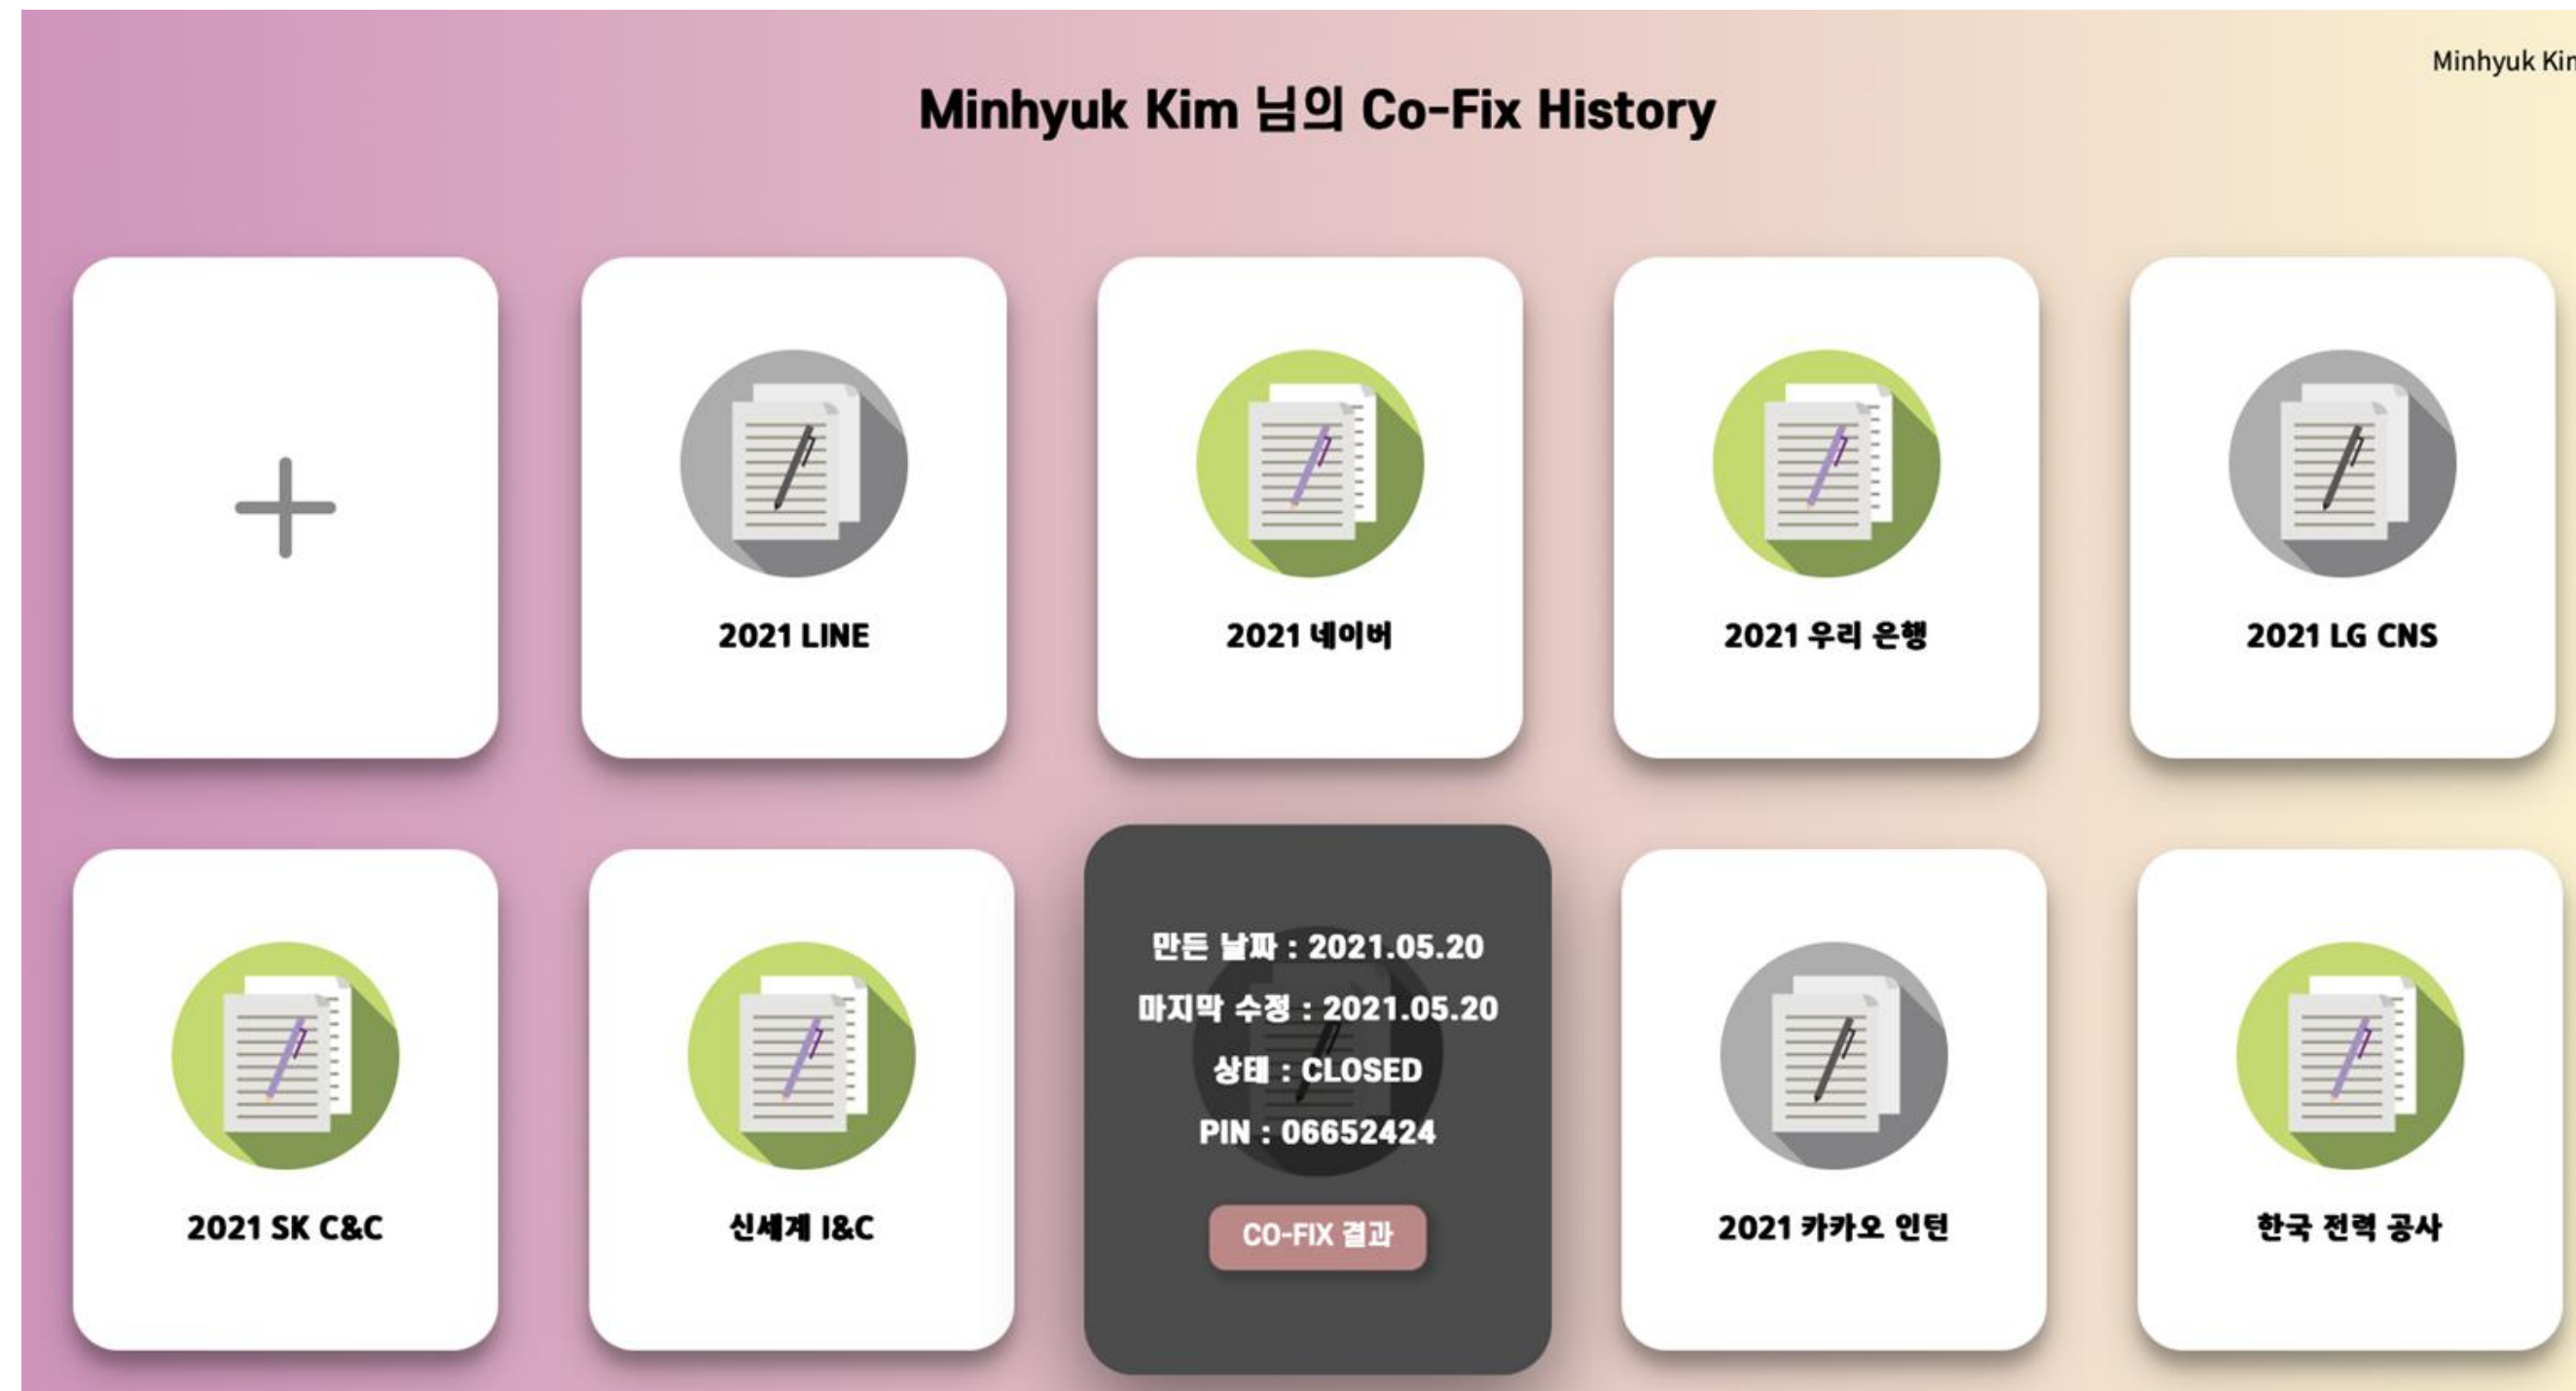 Minhyuk Kim
Minhyuk Kim 님의 Co-Fix History
2021 LINE
2021 네이버
2021 우리 은행
2021 LG CNS
만든 날짜 : 2021.05.20
마지막 수정 : 2021.05.20
상태 : CLOSED
PIN : 06652424
CO-FIX 결과
2021 SK C&C
신세계 I&C
2021 카카오 인턴
한국 전력 공사